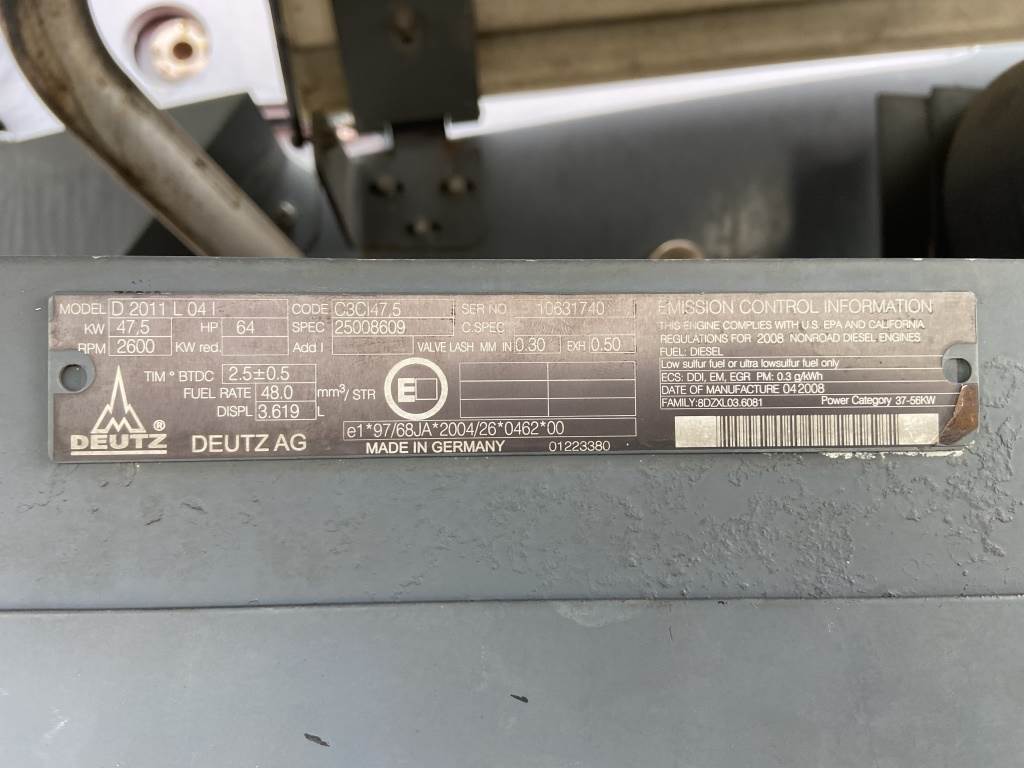 MODEL D 2011 L 04 I CODE C3CI47,5 SER NO 10631740
KW 47,5 HP 64 SPEC 25008609 C.SPEC
RPM 2600 KW red. Add I VALVE LASH MM IN 0.30 EXH 0.50
TIM ° BTDC 2.5±0.5
FUEL RATE 48.0 mm³/ STR
DISPL 3.619 L
E
e1*97/68JA*2004/26*0462*00
DEUTZ ® DEUTZ AG MADE IN GERMANY 01223380
EMISSION CONTROL INFORMATION
THIS ENGINE COMPLIES WITH U.S. EPA AND CALIFORNIA
REGULATIONS FOR 2008 NONROAD DIESEL ENGINES
FUEL: DIESEL
Low sulfur fuel or ultra lowsulfur fuel only
ECS: DDI, EM, EGR PM: 0.3 g/kWh
DATE OF MANUFACTURE 04 2008
FAMILY: 8DZXL03.6081 Power Category 37-56KW